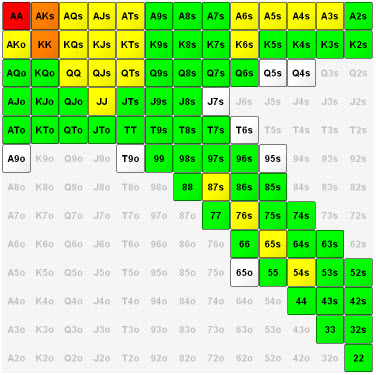 AA AKs AQs AJs ATs A9s A8s A7s A6s A5s A4s A3s A2s
AKo KK KQs KJs KTs K9s K8s K7s K6s K5s K4s K3s K2s
AQo KQo QQ QJs QTs Q9s Q8s Q7s Q6s Q5s Q4s Q3s Q2s
AJo KJo QJo JJ JTs J9s J8s J7s J6s J5s J4s J3s J2s
ATo KTo QTo JTo TT T9s T8s T7s T6s T5s T4s T3s T2s
A9o K9o Q9o J9o T9o 99 98s 97s 96s 95s 94s 93s 92s
A8o K8o Q8o J8o T8o 98o 88 87s 86s 85s 84s 83s 82s
A7o K7o Q7o J7o T7o 97o 87o 77 76s 75s 74s 73s 72s
A6o K6o Q6o J6o T6o 96o 86o 76o 66 65s 64s 63s 62s
A5o K5o Q5o J5o T5o 95o 85o 75o 65o 55 54s 53s 52s
A4o K4o Q4o J4o T4o 94o 84o 74o 64o 54o 44 43s 42s
A3o K3o Q3o J3o T3o 93o 83o 73o 63o 53o 43o 33 32s
A2o K2o Q2o J2o T2o 92o 82o 72o 62o 52o 42o 32o 22